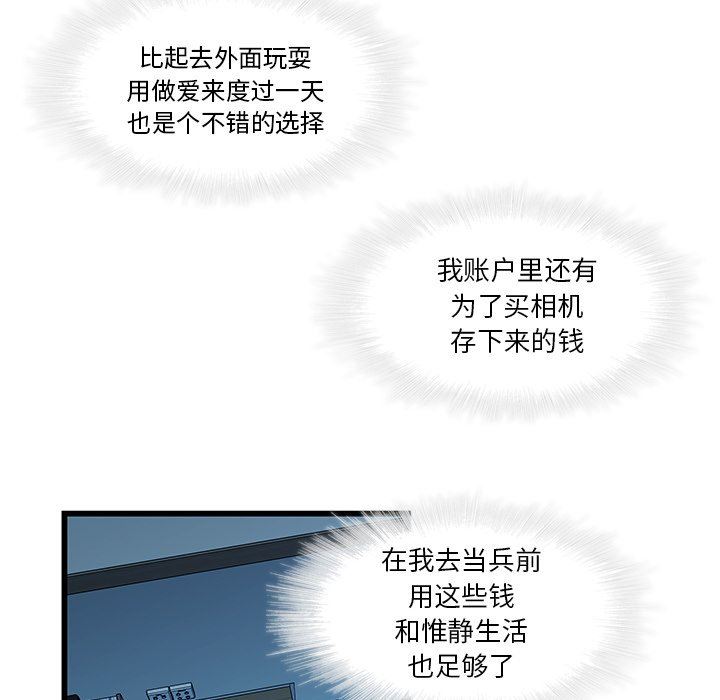 比起去外面玩耍
用做爱来度过一天
也是个不错的选择
我账户里还有
为了买相机
存下来的钱
在我去当兵前
用这些钱
和惟静生活
也足够了